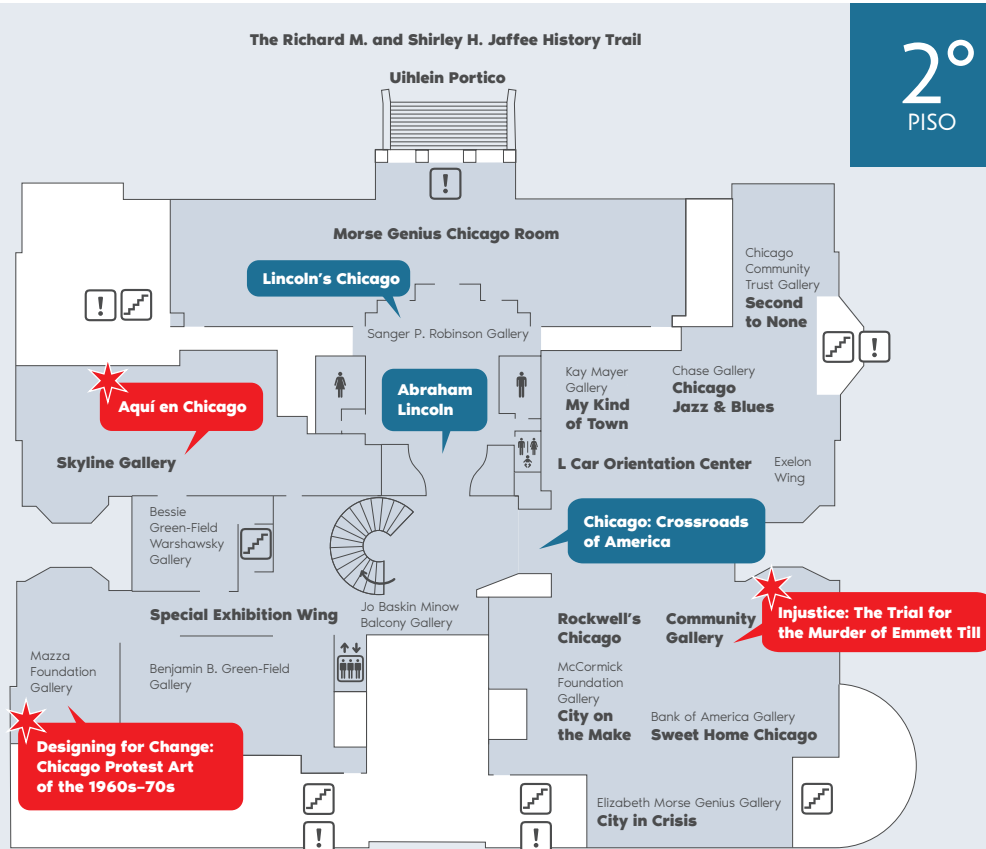 The Richard M. and Shirley H. Jaffee History Trail
Uihlein Portico
2°
PISO
!
Morse Genius Chicago Room
Lincoln's Chicago
Sanger P. Robinson Gallery
Chicago
Community
Trust Gallery
Second
to None
!
!
Aquí en Chicago
Skyline Gallery
Abraham
Lincoln
Kay Mayer
Gallery
My Kind
of Town
Chase Gallery
Chicago
Jazz & Blues
L Car Orientation Center
Exelon
Wing
Bessie
Green-Field
Warshawsky
Gallery
Chicago: Crossroads
of America
Special Exhibition Wing
Jo Baskin Minow
Balcony Gallery
Rockwell's
Chicago
Community
Gallery
Injustice: The Trial for
the Murder of Emmett Till
Mazza
Foundation
Gallery
Benjamin B. Green-Field
Gallery
McCormick
Foundation
Gallery
City on
the Make
Bank of America Gallery
Sweet Home Chicago
Designing for Change:
Chicago Protest Art
of the 1960s–70s
Elizabeth Morse Genius Gallery
City in Crisis
!
!